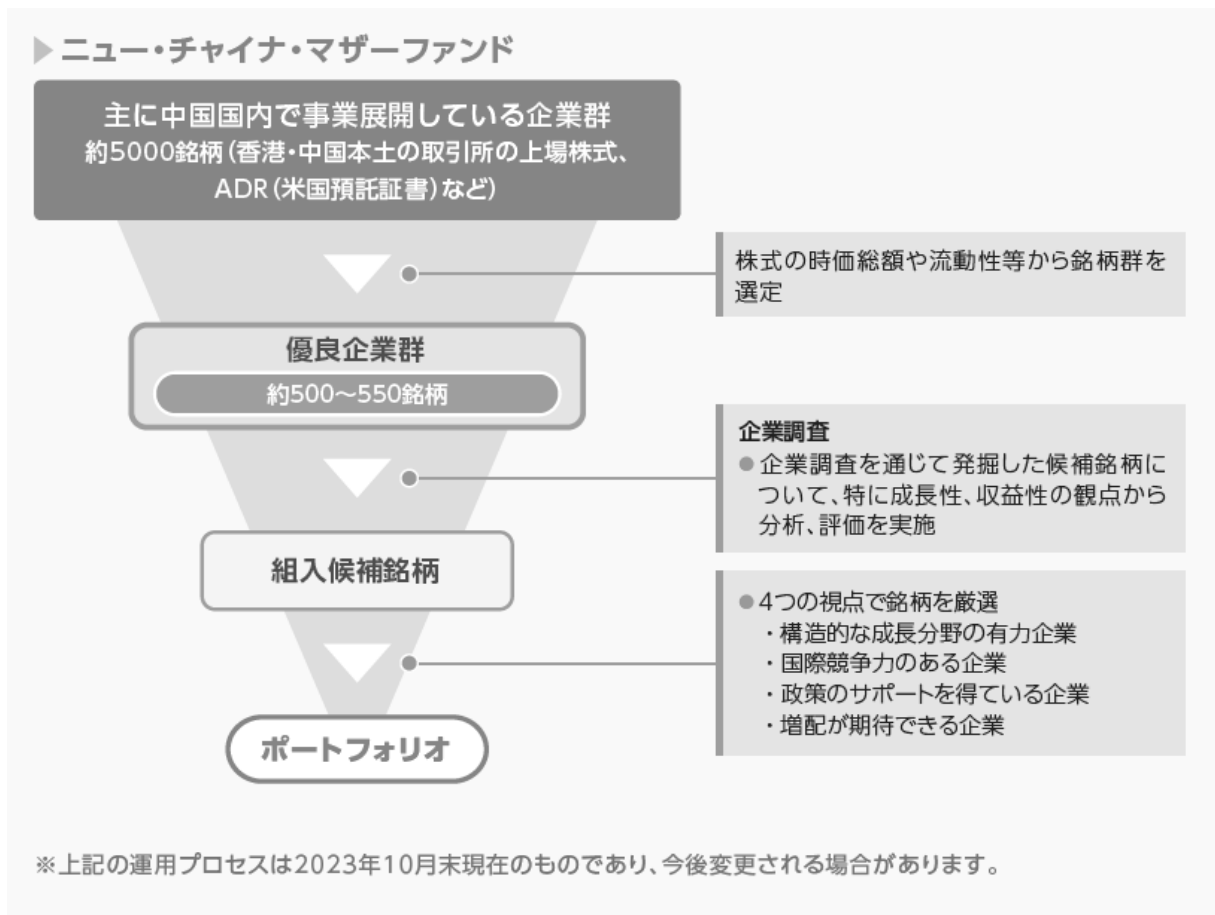 ニュー・チャイナ・マザーファンド
主に中国国内で事業展開している企業群
約5000銘柄(香港・中国本土の取引所の上場株式、
ADR(米国預託証書)など)
株式の時価総額や流動性等から銘柄群を
選定
優良企業群
約500～550銘柄
企業調査
●企業調査を通じて発掘した候補銘柄に
ついて、特に成長性、収益性の観点から
分析、評価を実施
組入候補銘柄
●4つの視点で銘柄を厳選
・構造的な成長分野の有力企業
・国際競争力のある企業
・政策のサポートを得ている企業
・増配が期待できる企業
ポートフォリオ
※上記の運用プロセスは2023年10月末現在のものであり、今後変更される場合があります。